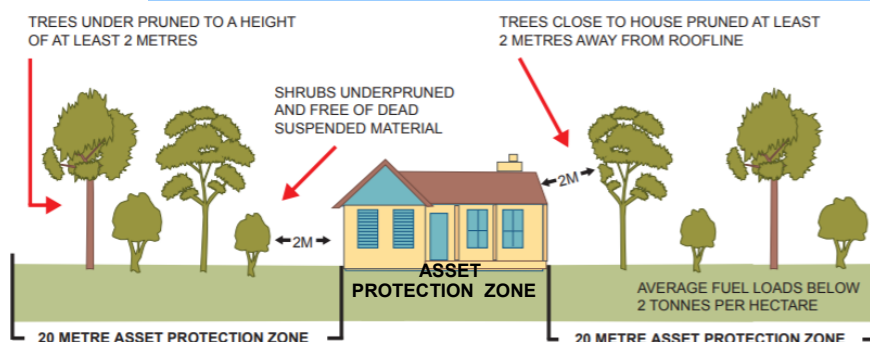 TREES UNDER PRUNED TO A HEIGHT
OF AT LEAST 2 METRES
TREES CLOSE TO HOUSE PRUNED AT LEAST
2 METRES AWAY FROM ROOFLINE
SHRUBS UNDERPRUNED
AND FREE OF DEAD
SUSPENDED MATERIAL
2M
2M
ASSET
PROTECTION ZONE
AVERAGE FUEL LOADS BELOW
2 TONNES PER HECTARE
20 METRE ASSET PROTECTION ZONE
20 METRE ASSET PROTECTION ZONE